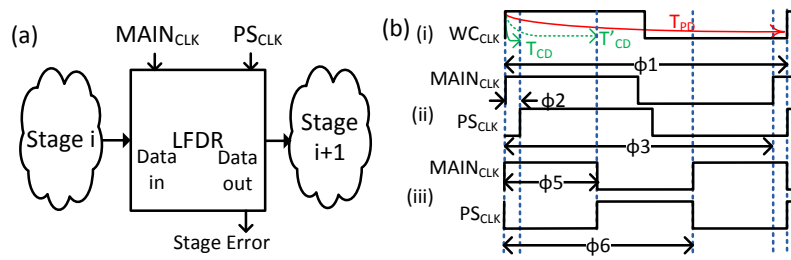 (a)
MAIN_CLK PS_CLK
Stage i
LFDR
Data in
Data out
Stage i+1
Stage Error
(b)
(i) WC_CLK
T_PD
T_CD
T'_CD
ϕ1
MAIN_CLK
ϕ2
(ii) PS_CLK
ϕ3
MAIN_CLK
ϕ5
(iii)
PS_CLK
ϕ6